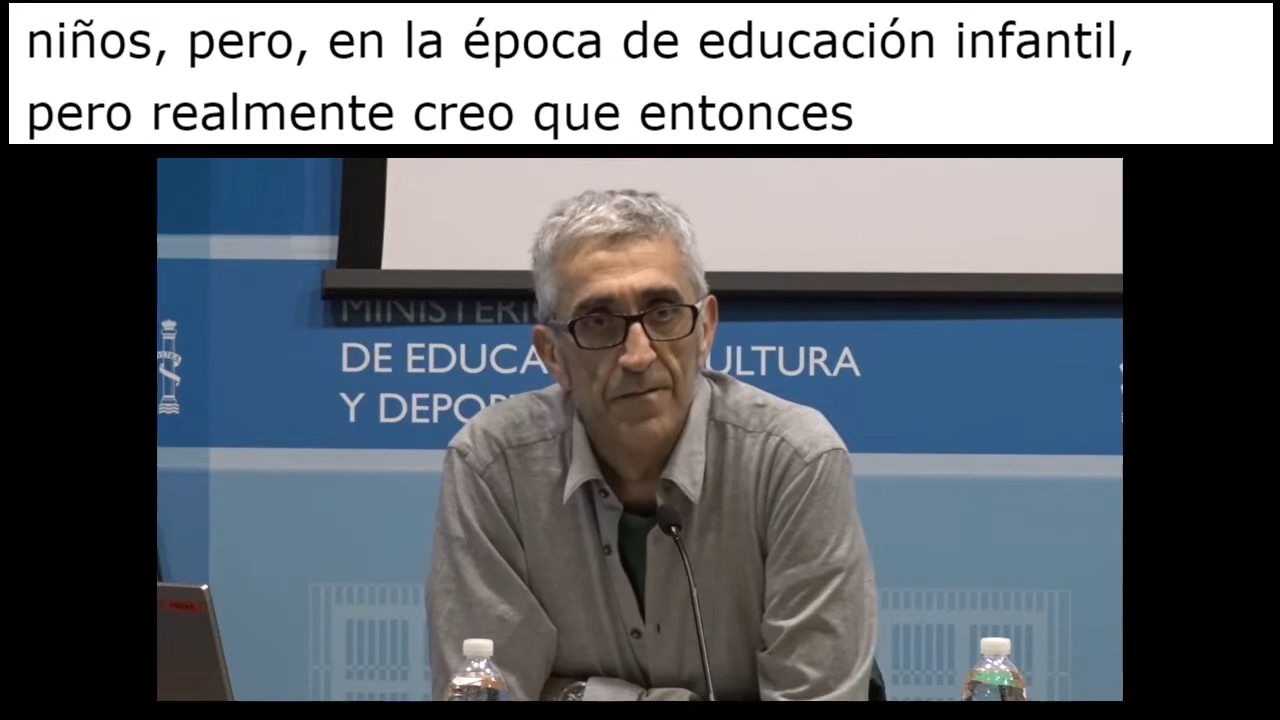 niños, pero, en la época de educación infantil,
pero realmente creo que entonces
MINISTERI
DE EDUCA ULTURA
Y DEPOR